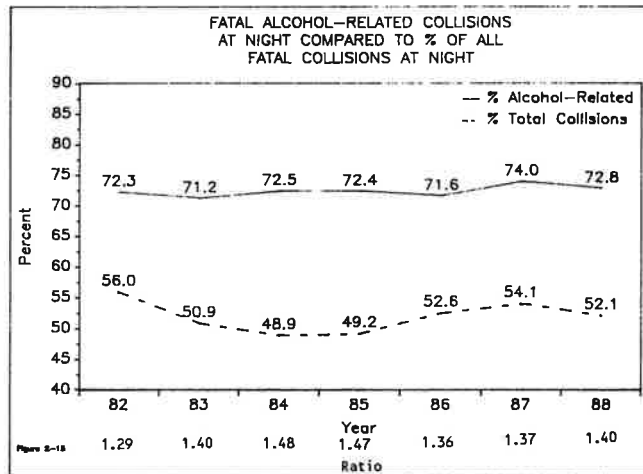 FATAL ALCOHOL-RELATED COLLISIONS
AT NIGHT COMPARED TO % OF ALL
FATAL COLLISIONS AT NIGHT
90
85
80
75
70
65
60
55
50
45
40
Percent
— % Alcohol-Related
- - % Total Collisions
72.3 71.2 72.5 72.4 71.6 74.0 72.8
56.0 50.9 48.9 49.2 52.6 54.1 52.1
82 83 84 85 86 87 88
Year
1.29 1.40 1.48 1.47 1.36 1.37 1.40
Ratio